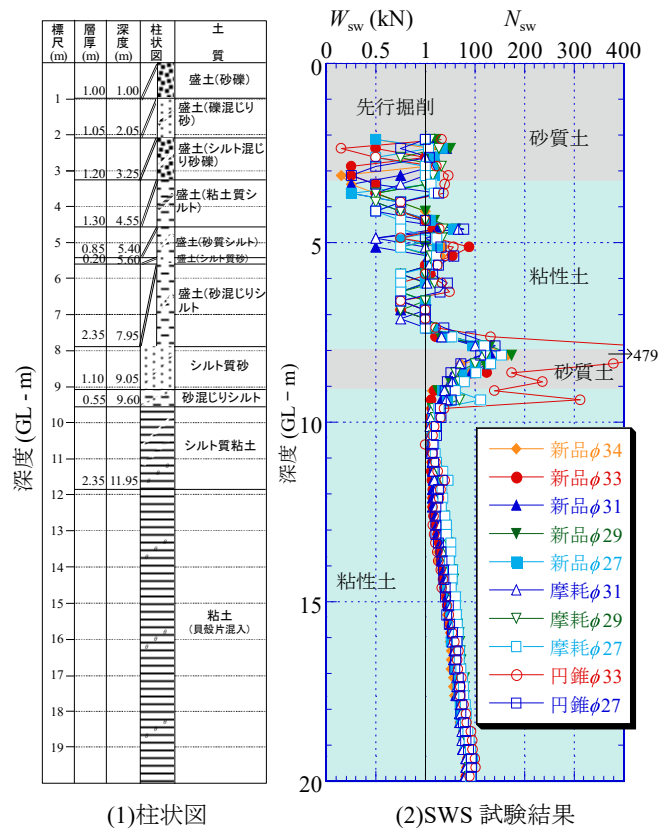 標尺(m)
層厚(m)
深度(m)
柱状図
土質
1.00 1.00 盛土(砂礫)
1
盛土(礫混じり砂)
2
1.05 2.05
盛土(シルト混じり砂礫)
3
1.20 3.25
盛土(粘土質シルト)
4
1.30 4.55
5
盛土(砂質シルト)
0.85 5.40
0.20 5.60 盛土(シルト質砂)
6
盛土(砂混じりシルト)
7
2.35 7.95
8
シルト質砂
9
1.10 9.05
0.55 9.60 砂混じりシルト
10
シルト質粘土
11
2.35 11.95
12
13
14
15
粘土
(貝殻片混入)
16
17
18
19
深度 (GL - m)
(1)柱状図
W_sw (kN) N_sw
0 0.5 1 100 200 300 400
0
先行掘削
砂質土
5
粘性土
479
砂質土
10
新品φ34
新品φ33
新品φ31
新品φ29
新品φ27
摩耗φ31
摩耗φ29
摩耗φ27
円錐φ33
円錐φ27
粘性土
15
20
深度 (GL – m)
(2)SWS 試験結果